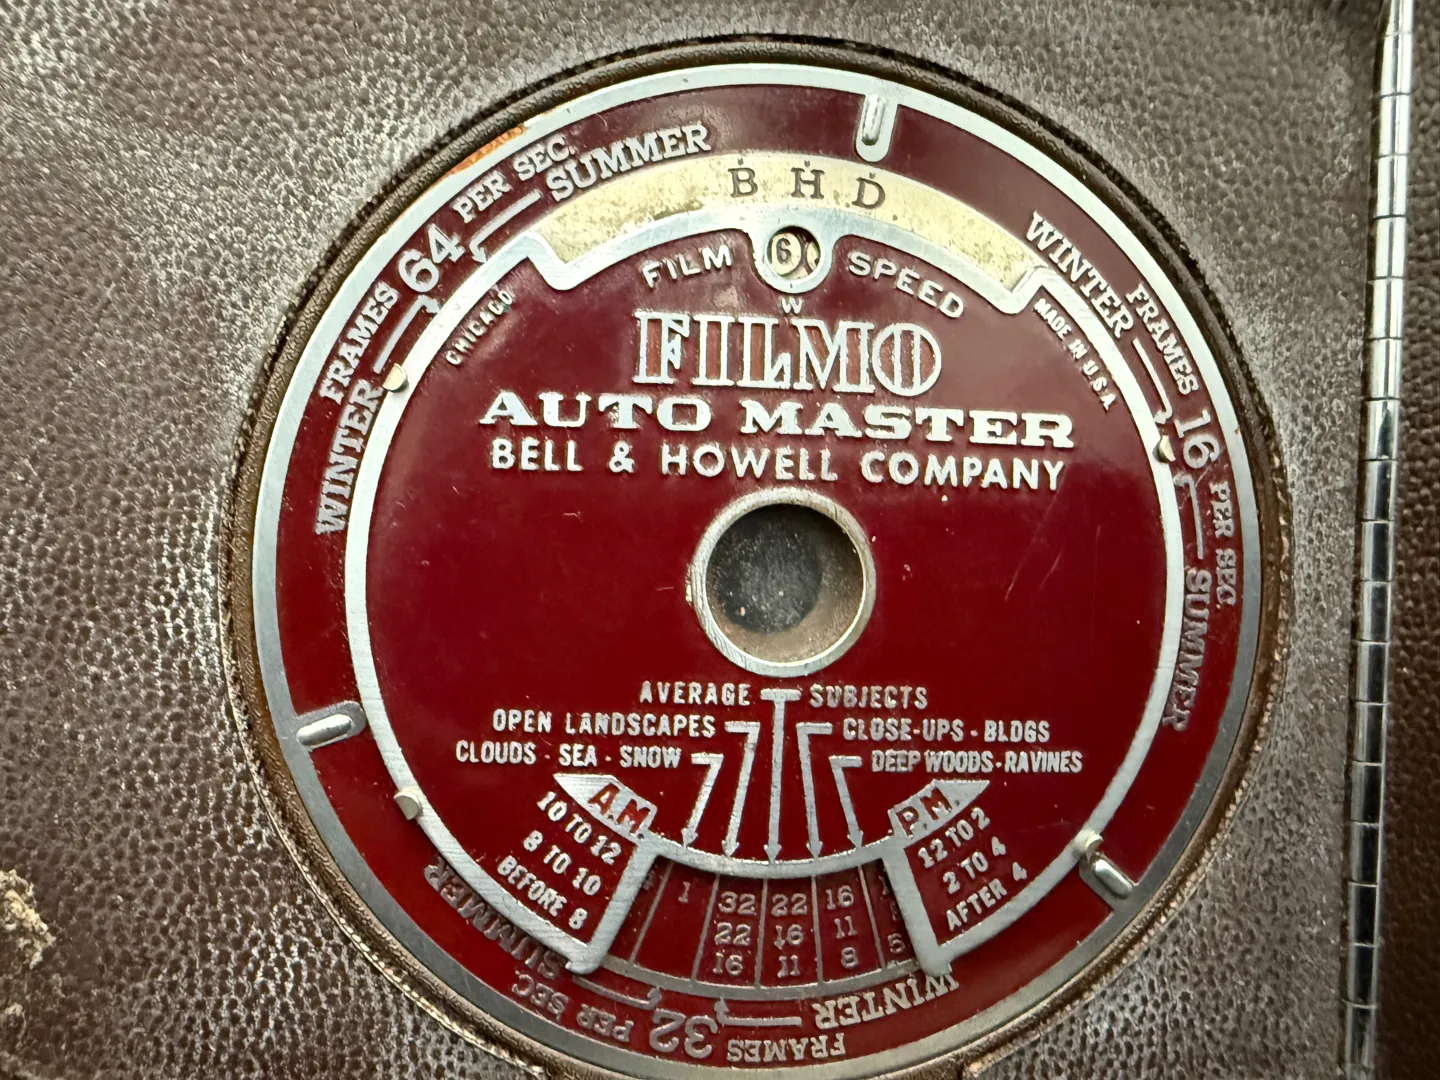 FRAMES 64 PER SEC.
WINTER
SUMMER
B H D
WINTER
FRAMES 16 PER SEC.
SUMMER
FILM 6 SPEED
W
CHICAGO
MADE IN U.S.A.
FILMO
AUTO MASTER
BELL & HOWELL COMPANY
AVERAGE SUBJECTS
OPEN LANDSCAPES CLOSE-UPS - BLDGS
CLOUDS - SEA - SNOW DEEP WOODS - RAVINES
A.M. P.M.
10 TO 12 12 TO 2
8 TO 10 2 TO 4
BEFORE 8 AFTER 4
1 32 22 16
22 16 11
16 11 8 5
SUMMER
WINTER
FRAMES 32 PER SEC